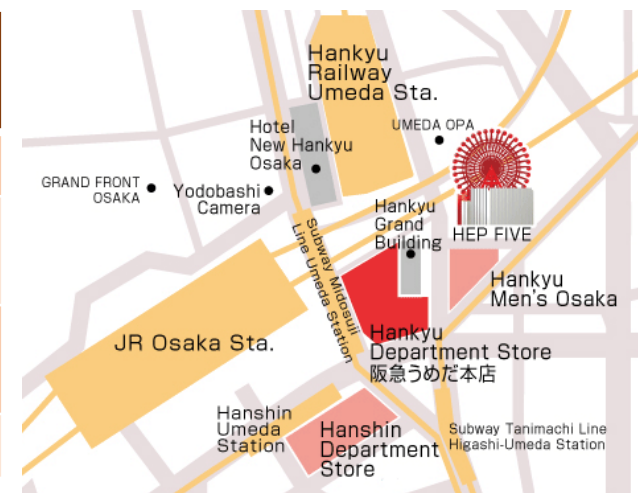 Hankyu
Railway
Umeda Sta.
Hotel
New Hankyu
Osaka
UMEDA OPA
GRAND FRONT
OSAKA
Yodobashi
Camera
Hankyu
Grand
Building
HEP FIVE
Subway Midosuji
Line Umeda Station
Hankyu
Men's Osaka
JR Osaka Sta.
Hankyu
Department Store
阪急うめだ本店
Hanshin
Umeda
Station
Hanshin
Department
Store
Subway Tanimachi Line
Higashi-Umeda Station